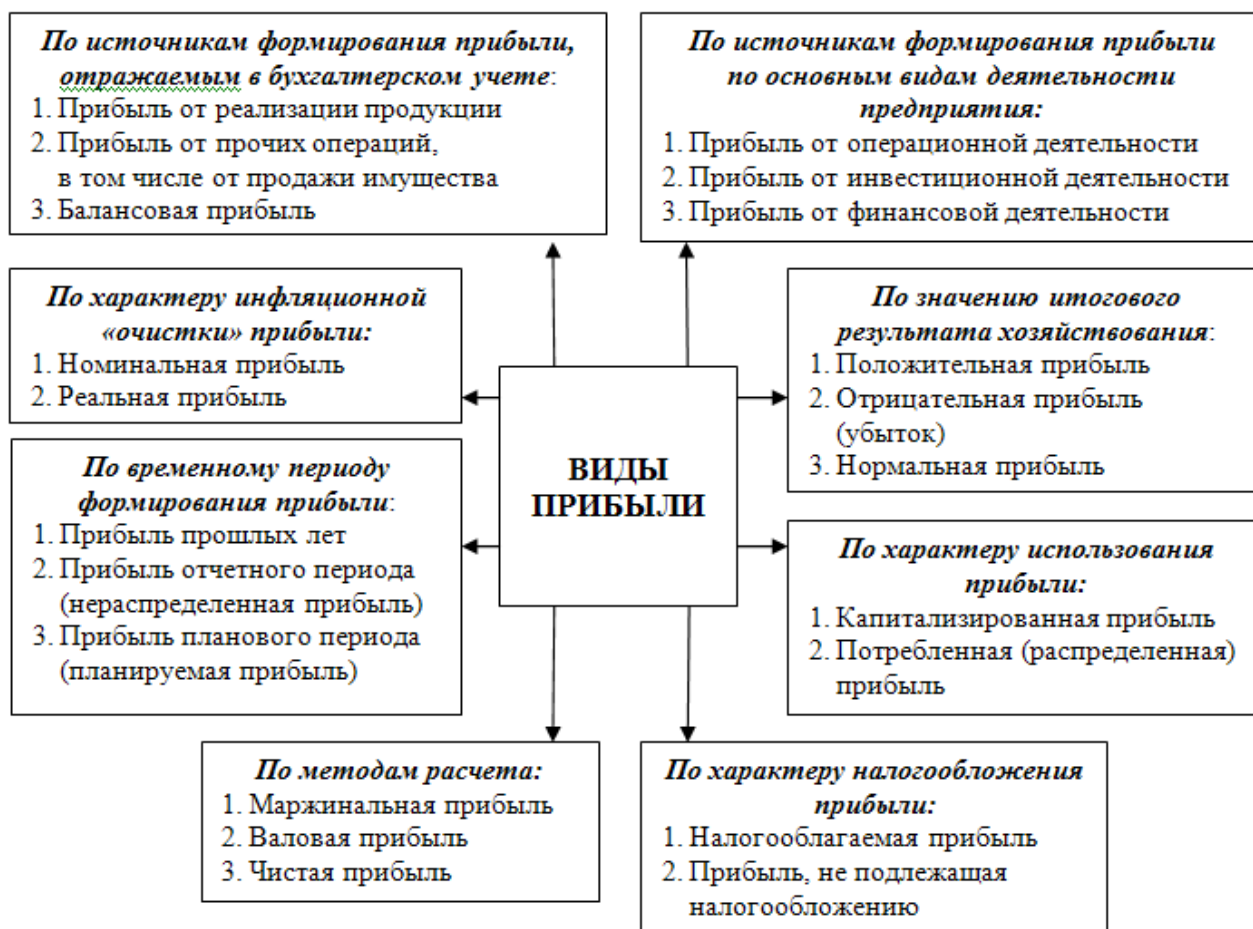 По источникам формирования прибыли,
отражаемым в бухгалтерском учете:
1. Прибыль от реализации продукции
2. Прибыль от прочих операций,
в том числе от продажи имущества
3. Балансовая прибыль
По источникам формирования прибыли
по основным видам деятельности
предприятия:
1. Прибыль от операционной деятельности
2. Прибыль от инвестиционной деятельности
3. Прибыль от финансовой деятельности
По характеру инфляционной
«очистки» прибыли:
1. Номинальная прибыль
2. Реальная прибыль
По значению итогового
результата хозяйствования:
1. Положительная прибыль
2. Отрицательная прибыль
(убыток)
3. Нормальная прибыль
ВИДЫ
ПРИБЫЛИ
По временному периоду
формирования прибыли:
1. Прибыль прошлых лет
2. Прибыль отчетного периода
(нераспределенная прибыль)
3. Прибыль планового периода
(планируемая прибыль)
По характеру использования
прибыли:
1. Капитализированная прибыль
2. Потребленная (распределенная)
прибыль
По методам расчета:
1. Маржинальная прибыль
2. Валовая прибыль
3. Чистая прибыль
По характеру налогообложения
прибыли:
1. Налогооблагаемая прибыль
2. Прибыль, не подлежащая
налогообложению